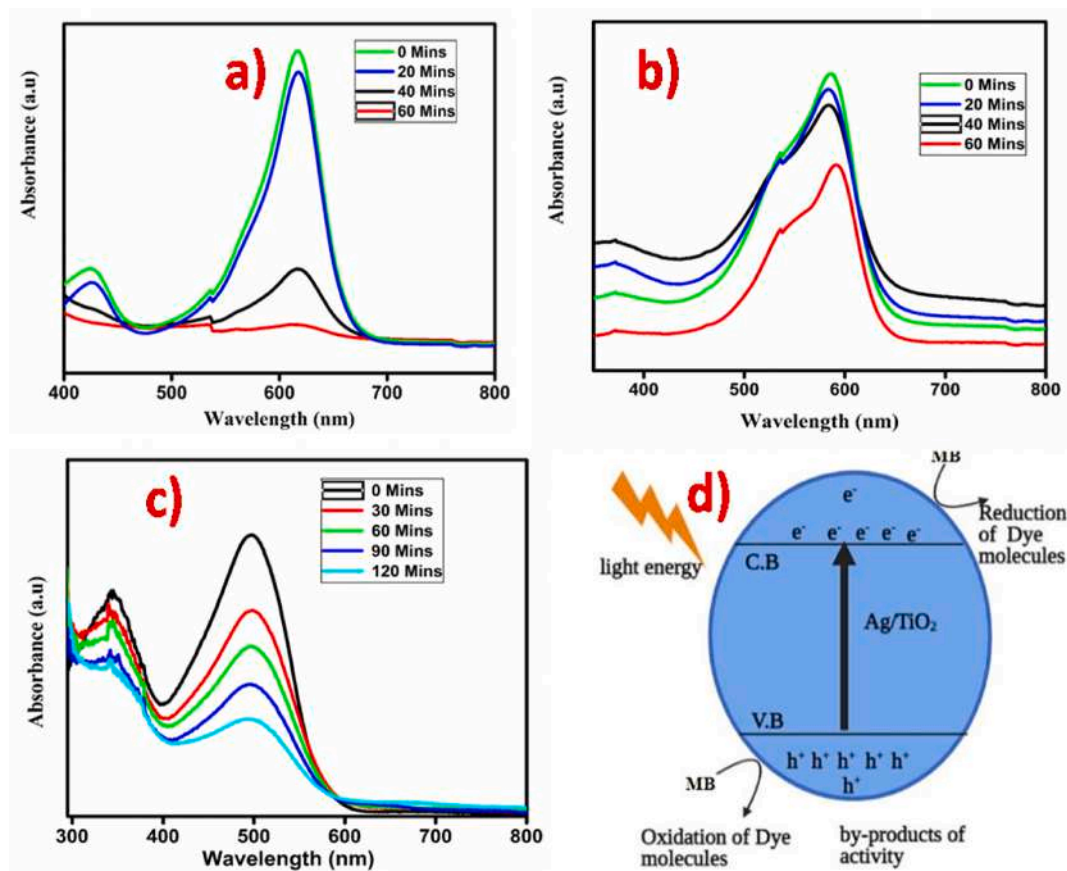 a)
0 Mins
20 Mins
40 Mins
60 Mins
Absorbance (a.u)
400 500 600 700 800
Wavelength (nm)
b)
0 Mins
20 Mins
40 Mins
60 Mins
Absorbance (a.u)
400 500 600 700 800
Wavelength (nm)
c)
0 Mins
30 Mins
60 Mins
90 Mins
120 Mins
Absorbance (a.u)
300 400 500 600 700 800
Wavelength (nm)
d)
MB
e-
Reduction
of Dye
molecules
e- e- e- e- e-
light energy
C.B
Ag/TiO₂
V.B
h⁺ h⁺ h⁺ h⁺ h⁺
MB
h⁺
Oxidation of Dye
molecules
by-products of
activity